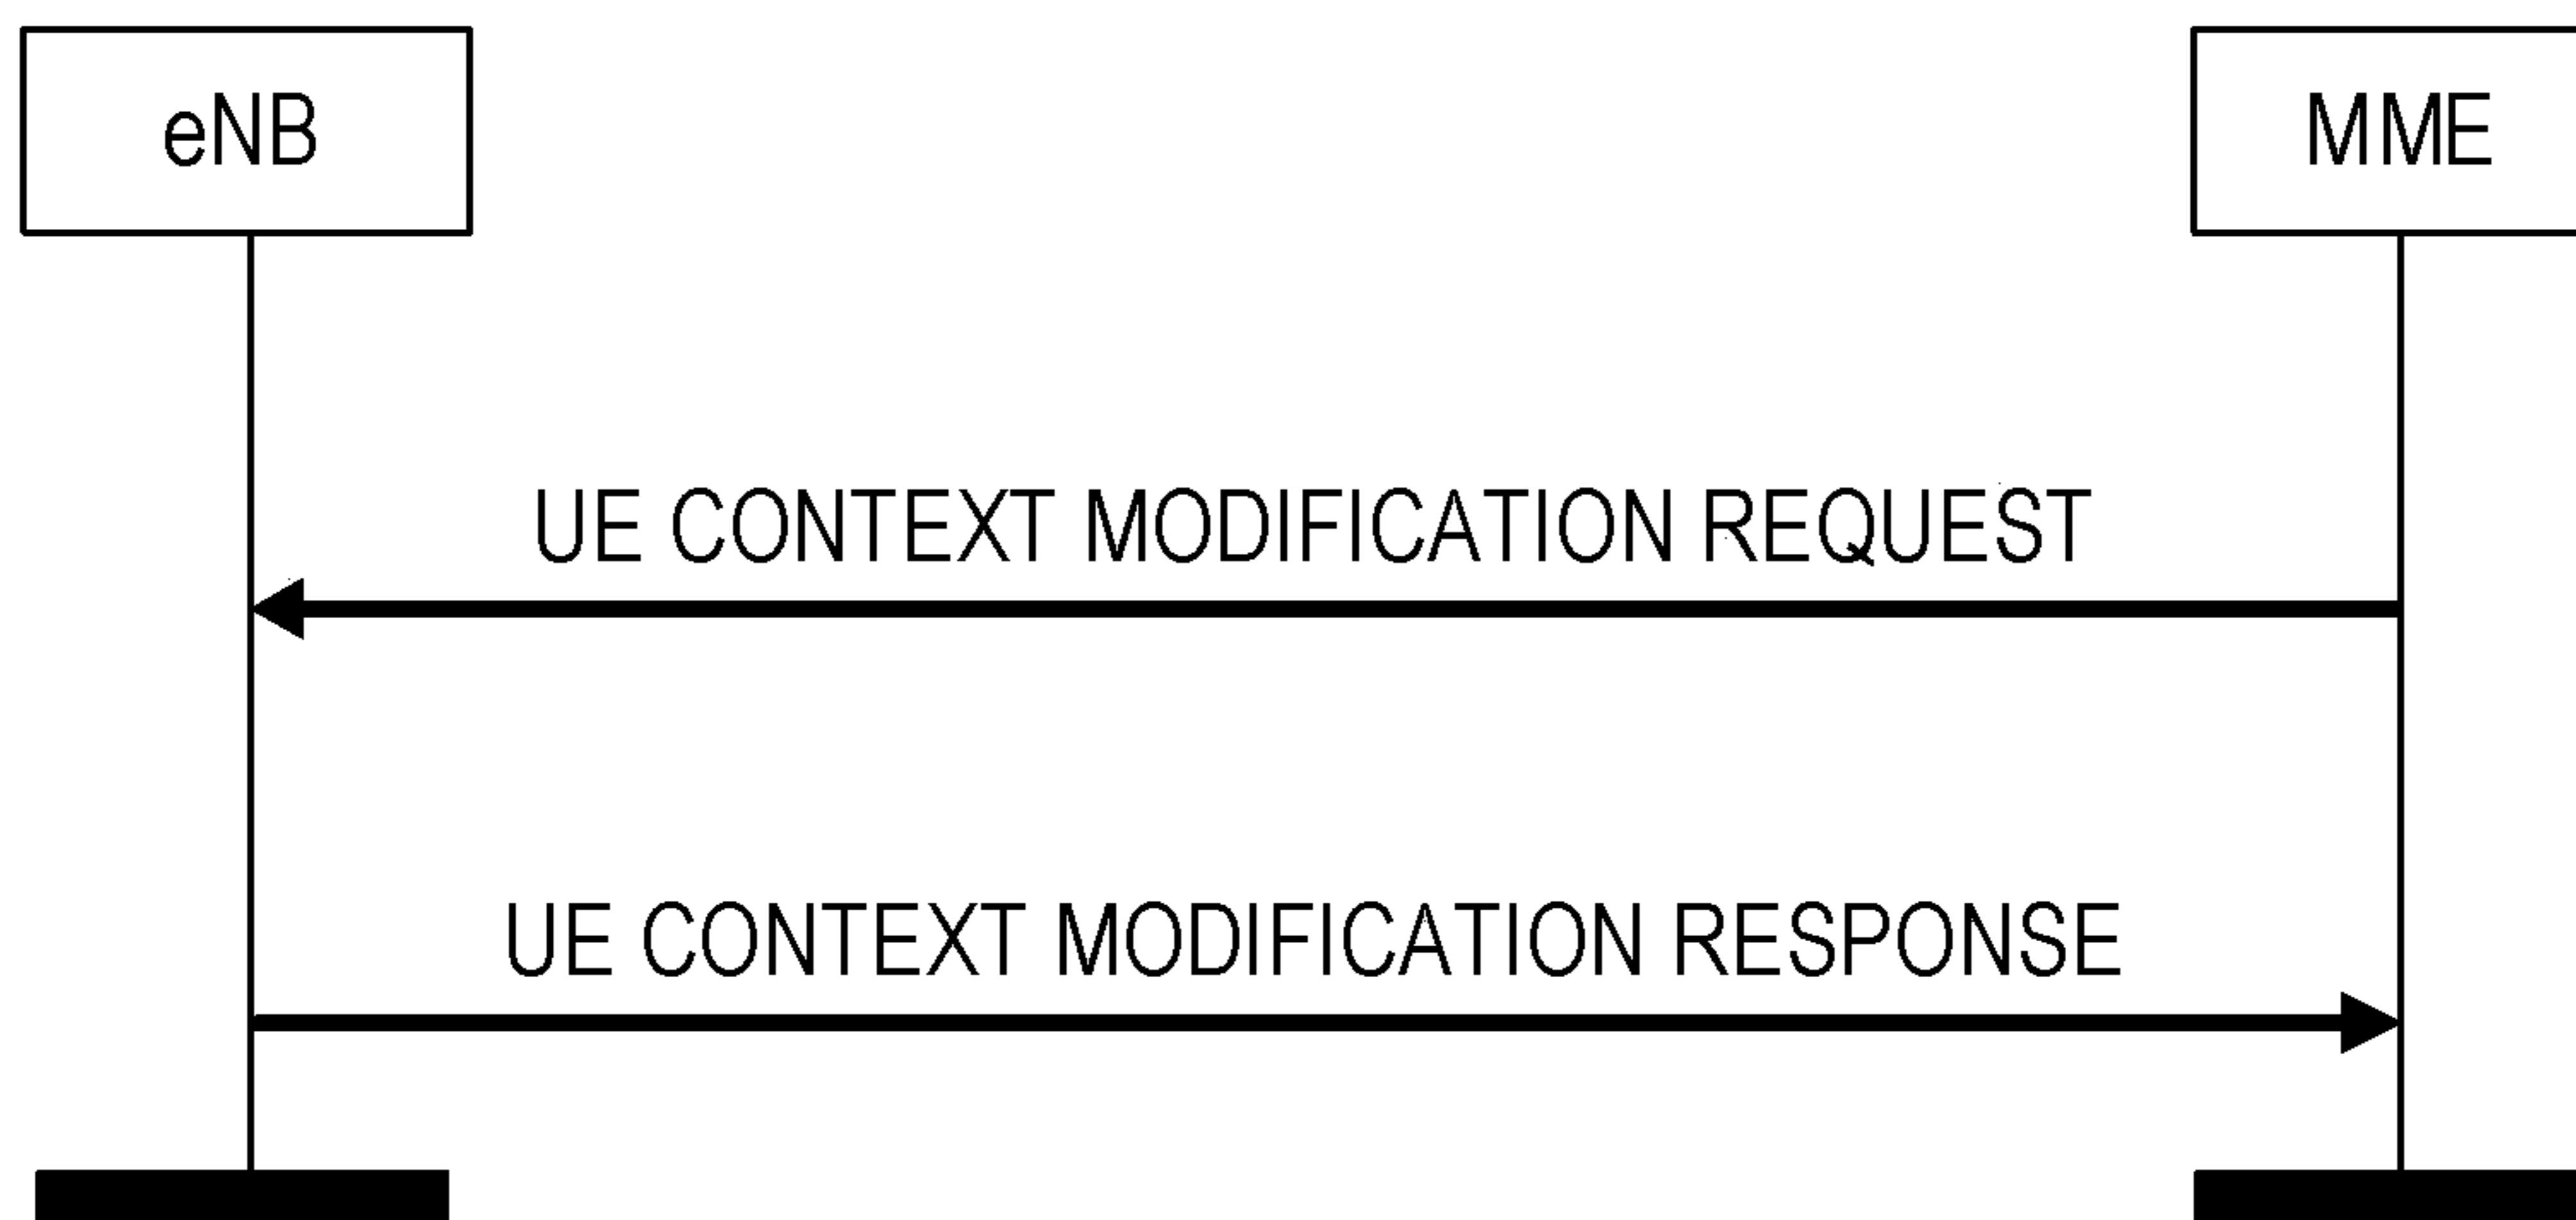 eNB
MME
UE CONTEXT MODIFICATION REQUEST
UE CONTEXT MODIFICATION RESPONSE